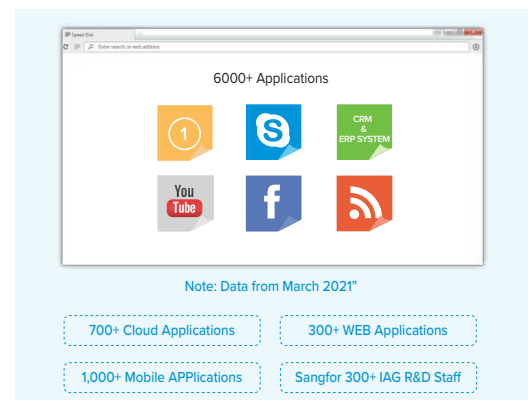 Speed Dial
Enter search or web address
6000+ Applications
1
S
CRM
&
ERP SYSTEM
You
Tube
f
Note: Data from March 2021”
700+ Cloud Applications
300+ WEB Applications
1,000+ Mobile APPlications
Sangfor 300+ IAG R&D Staff